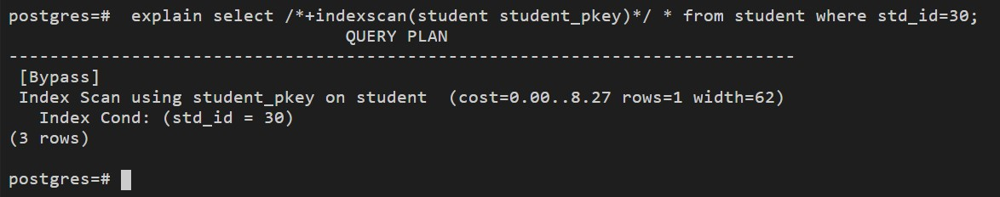 postgres=#  explain select /*+indexscan(student student_pkey)*/ * from student where std_id=30;
                                 QUERY PLAN
-----------------------------------------------------------------------------
 [Bypass]
 Index Scan using student_pkey on student  (cost=0.00..8.27 rows=1 width=62)
   Index Cond: (std_id = 30)
(3 rows)
postgres=#